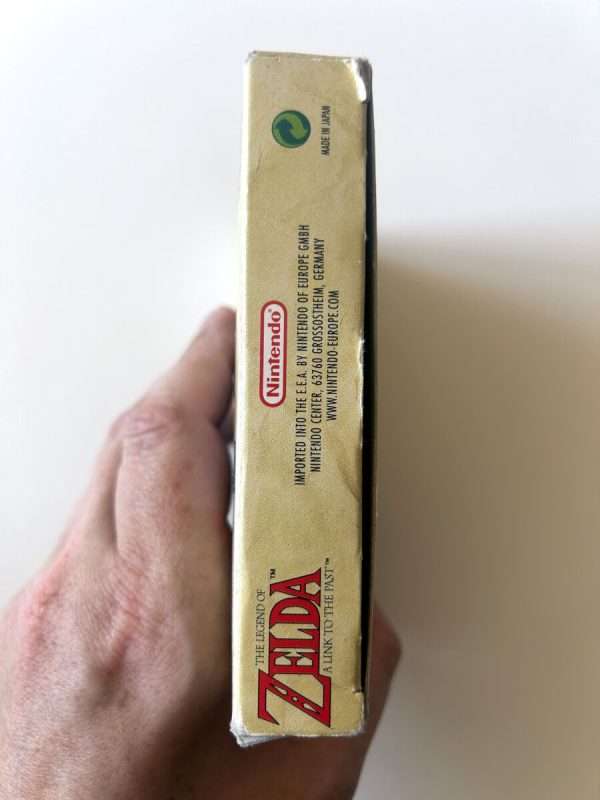 THE LEGEND OF
ZELDA™
A LINK TO THE PAST™
Nintendo®
IMPORTED INTO THE E.E.A. BY NINTENDO OF EUROPE GMBH
NINTENDO CENTER, 63760 GROSSOSTHEIM, GERMANY
WWW.NINTENDO-EUROPE.COM
MADE IN JAPAN